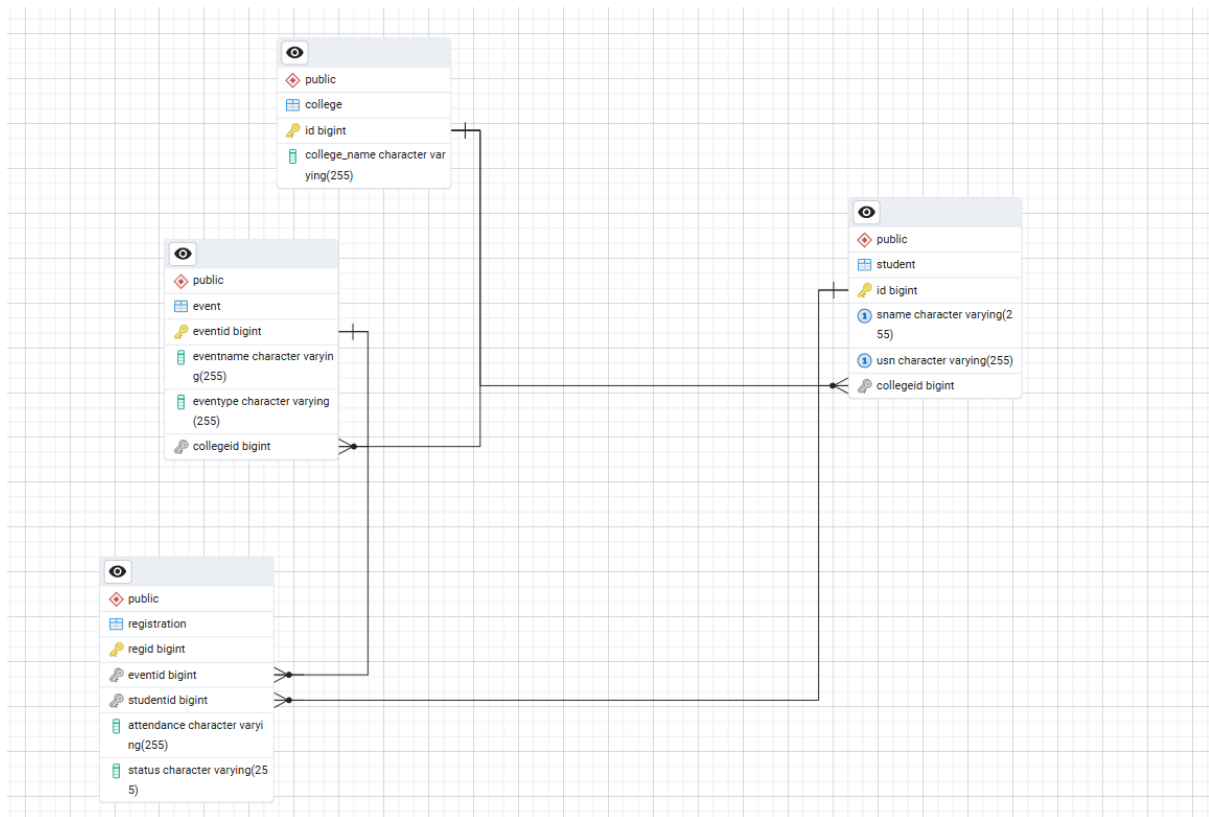 public
college
id bigint
college_name character var
ying(255)
public
event
eventid bigint
eventname character varyin
g(255)
eventype character varying
(255)
collegeid bigint
public
student
id bigint
sname character varying(2
55)
usn character varying(255)
collegeid bigint
public
registration
regid bigint
eventid bigint
studentid bigint
attendance character varyi
ng(255)
status character varying(25
5)